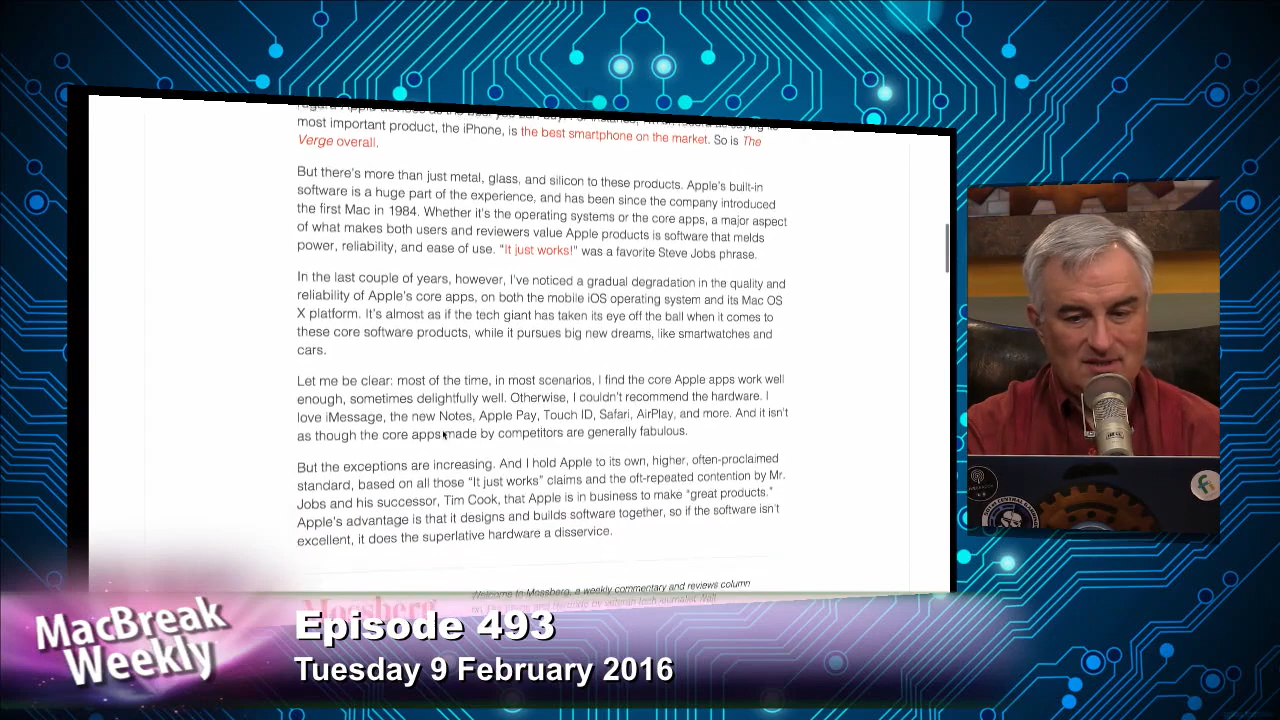 most important product, the iPhone, is the best smartphone on the market. So is The
Verge overall.
But there's more than just metal, glass, and silicon to these products. Apple's built-in
software is a huge part of the experience, and has been since the company introduced
the first Mac in 1984. Whether it's the operating systems or the core apps, a major aspect
of what makes both users and reviewers value Apple products is software that melds
power, reliability, and ease of use. "It just works!" was a favorite Steve Jobs phrase.
In the last couple of years, however, I've noticed a gradual degradation in the quality and
reliability of Apple's core apps, on both the mobile iOS operating system and its Mac OS
X platform. It's almost as if the tech giant has taken its eye off the ball when it comes to
these core software products, while it pursues big new dreams, like smartwatches and
cars.
Let me be clear: most of the time, in most scenarios, I find the core Apple apps work well
enough, sometimes delightfully well. Otherwise, I couldn't recommend the hardware. I
love iMessage, the new Notes, Apple Pay, Touch ID, Safari, AirPlay, and more. And it isn't
as though the core apps made by competitors are generally fabulous.
But the exceptions are increasing. And I hold Apple to its own, higher, often-proclaimed
standard, based on all those "It just works" claims and the oft-repeated contention by Mr.
Jobs and his successor, Tim Cook, that Apple is in business to make "great products."
Apple's advantage is that it designs and builds software together, so if the software isn't
excellent, it does the superlative hardware a disservice.
Welcome to Mossberg, a weekly commentary and reviews column
Mossberg
MacBreak
Weekly
Episode 493
Tuesday 9 February 2016